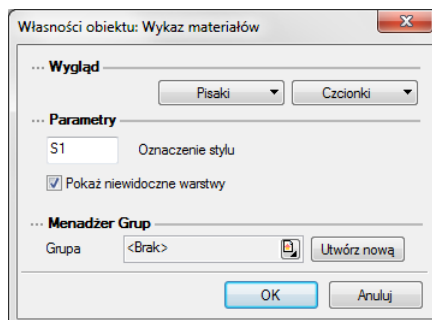 Własności obiektu: Wykaz materiałów
Wygląd
Pisaki Czcionki
Parametry
S1 Oznaczenie stylu
Pokaż niewidoczne warstwy
Menadżer Grup
Grupa <Brak> Utwórz nową
OK Anuluj